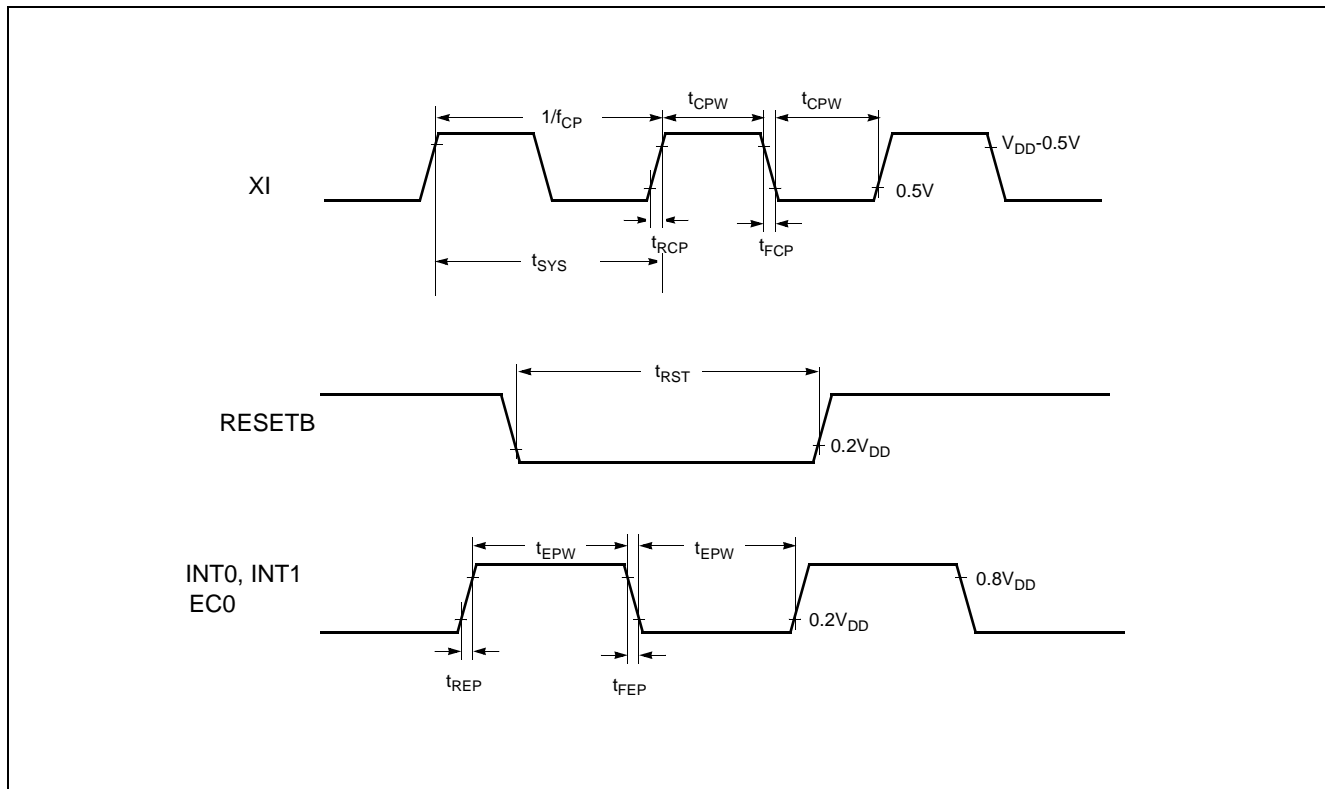 1/fCP
tCPW
tCPW
VDD-0.5V
XI
0.5V
tRCP
tFCP
tSYS
tRST
RESETB
0.2VDD
tEPW
tEPW
INT0, INT1
EC0
0.8VDD
0.2VDD
tREP
tFEP